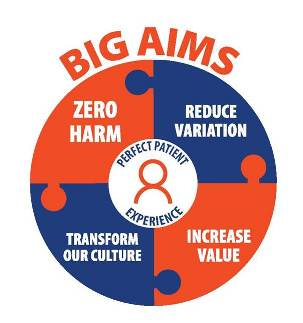 BIG AIMS
ZERO
HARM
REDUCE
VARIATION
PERFECT PATIENT
EXPERIENCE
TRANSFORM
OUR CULTURE
INCREASE
VALUE